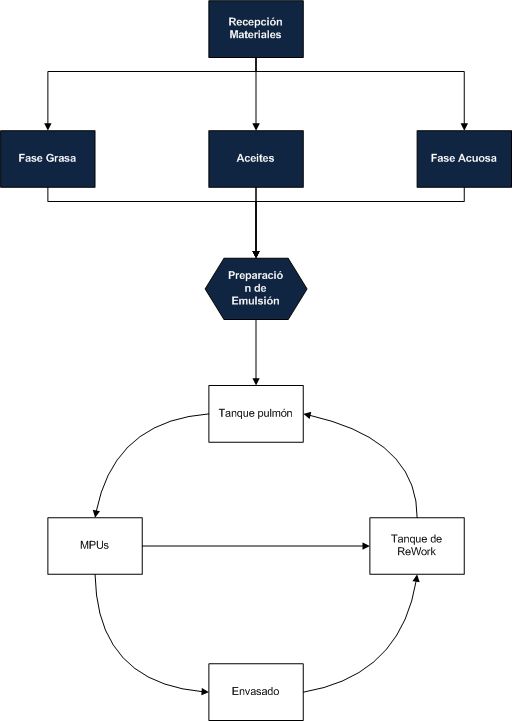 Recepción
Materiales
Fase Grasa
Aceites
Fase Acuosa
Preparació
n de
Emulsión
Tanque pulmón
MPUs
Tanque de
ReWork
Envasado